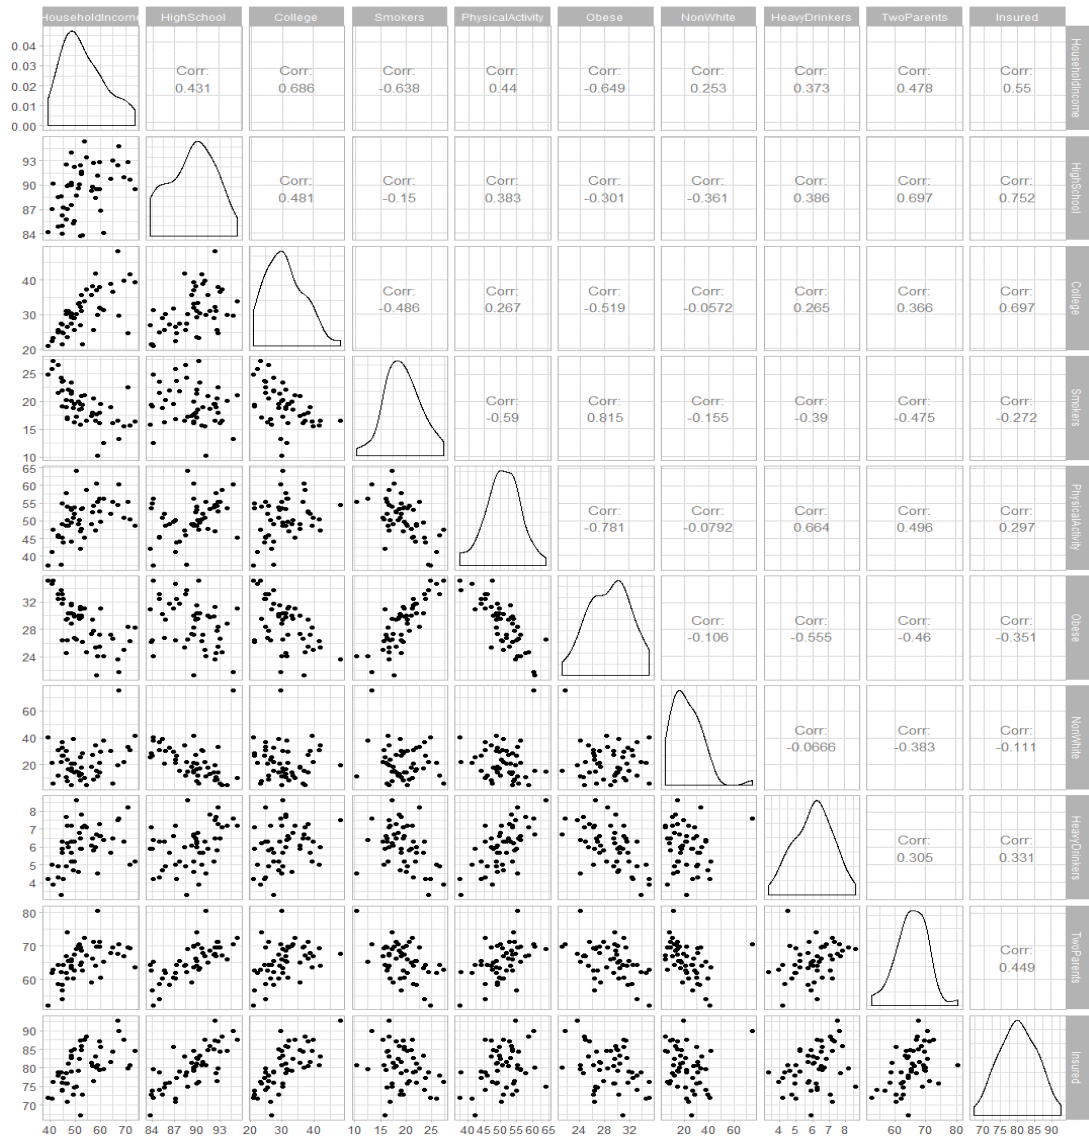 HouseholdIncome HighSchool College Smokers PhysicalActivity Obese NonWhite HeavyDrinkers TwoParents Insured
0.04
0.03
0.02
0.01
0.00
Corr: Corr: Corr: Corr: Corr: Corr: Corr: Corr: Corr:
0.431 0.686 -0.638 0.44 -0.649 0.253 0.373 0.478 0.55
HouseholdIncome
93
90
87
84
Corr: Corr: Corr: Corr: Corr: Corr: Corr: Corr:
0.481 -0.15 0.383 -0.301 -0.361 0.386 0.697 0.752
HighSchool
40
30
20
Corr: Corr: Corr: Corr: Corr: Corr: Corr:
-0.486 0.267 -0.519 -0.0572 0.265 0.366 0.697
College
25
20
15
10
Corr: Corr: Corr: Corr: Corr: Corr:
-0.59 0.815 -0.155 -0.39 -0.475 -0.272
Smokers
65
60
55
50
45
40
Corr: Corr: Corr: Corr: Corr:
-0.781 -0.0792 0.664 0.496 0.297
PhysicalActivity
32
28
24
Corr: Corr: Corr: Corr:
-0.106 -0.555 -0.46 -0.351
Obese
60
40
20
Corr: Corr: Corr:
-0.0666 -0.383 -0.111
NonWhite
8
7
6
5
4
Corr: Corr:
0.305 0.331
HeavyDrinkers
80
70
60
Corr:
0.449
TwoParents
90
85
80
75
70
Insured
40 50 60 70 84 87 90 93 20 30 40 10 15 20 25 40 45 50 55 60 65 24 28 32 20 40 60 4 5 6 7 8 60 70 80 70 75 80 85 90